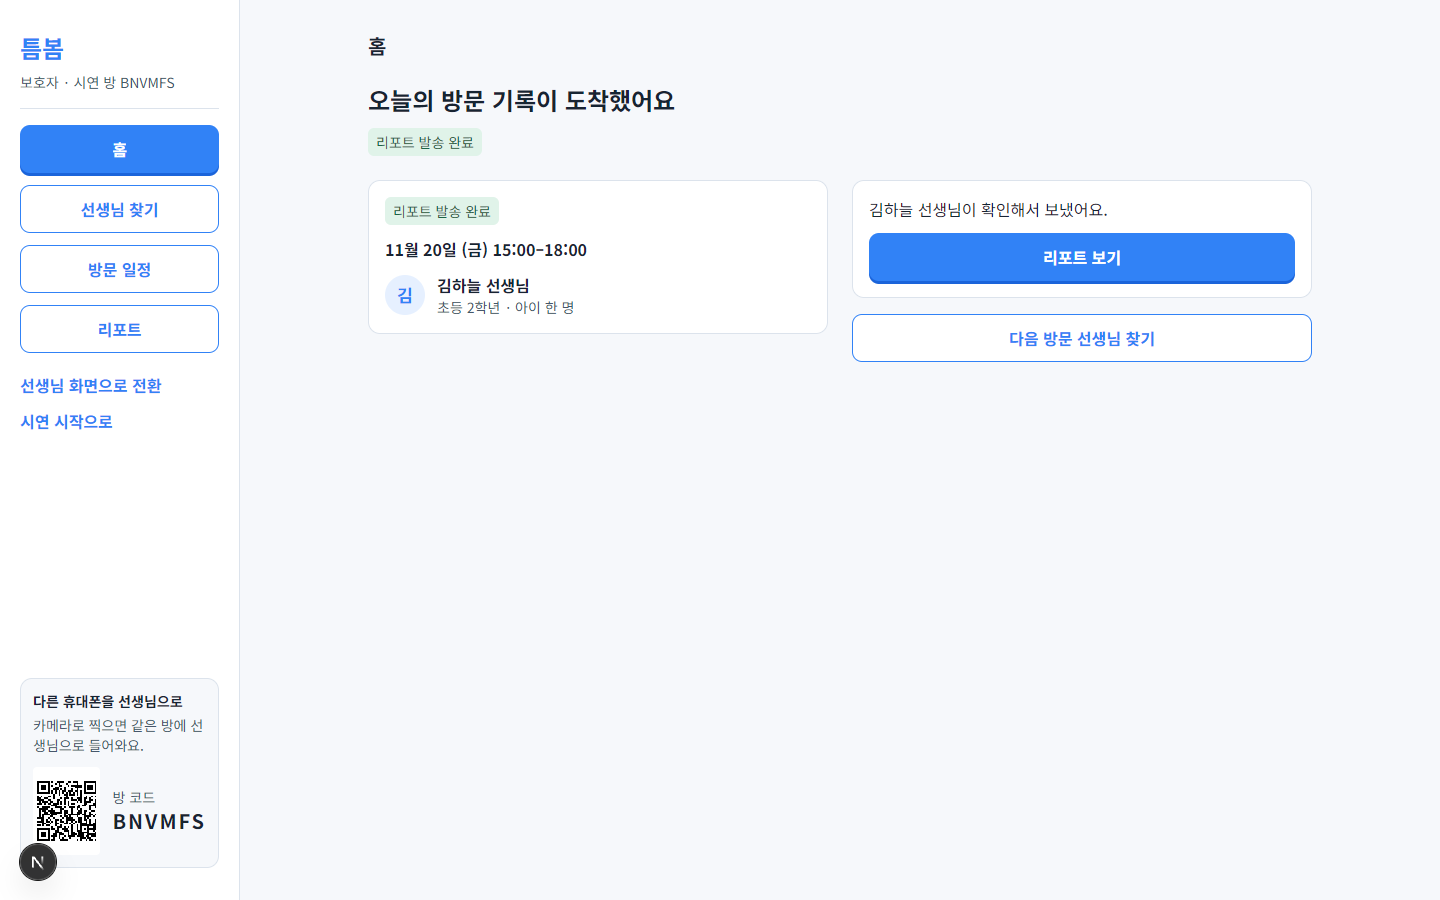 틈봄
보호자 · 시연 방 BNVMFS
홈
선생님 찾기
방문 일정
리포트
선생님 화면으로 전환
시연 시작으로
다른 휴대폰을 선생님으로
카메라로 찍으면 같은 방에 선
생님으로 들어와요.
방 코드
BNVMFS
N
홈
오늘의 방문 기록이 도착했어요
리포트 발송 완료
리포트 발송 완료
11월 20일 (금) 15:00–18:00
김
김하늘 선생님
초등 2학년 · 아이 한 명
김하늘 선생님이 확인해서 보냈어요.
리포트 보기
다음 방문 선생님 찾기